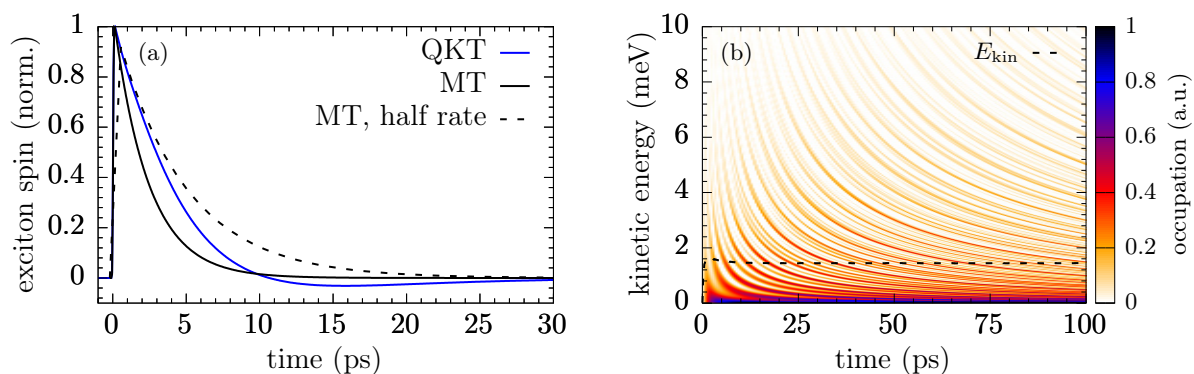 exciton spin (norm.)
1
0.8
0.6
0.4
0.2
0
(a)
QKT
MT
MT, half rate
0 5 10 15 20 25 30
time (ps)
kinetic energy (meV)
10
8
6
4
2
0
(b)
E_kin
0 25 50 75 100
time (ps)
1
0.8
0.6
0.4
0.2
0
occupation (a.u.)